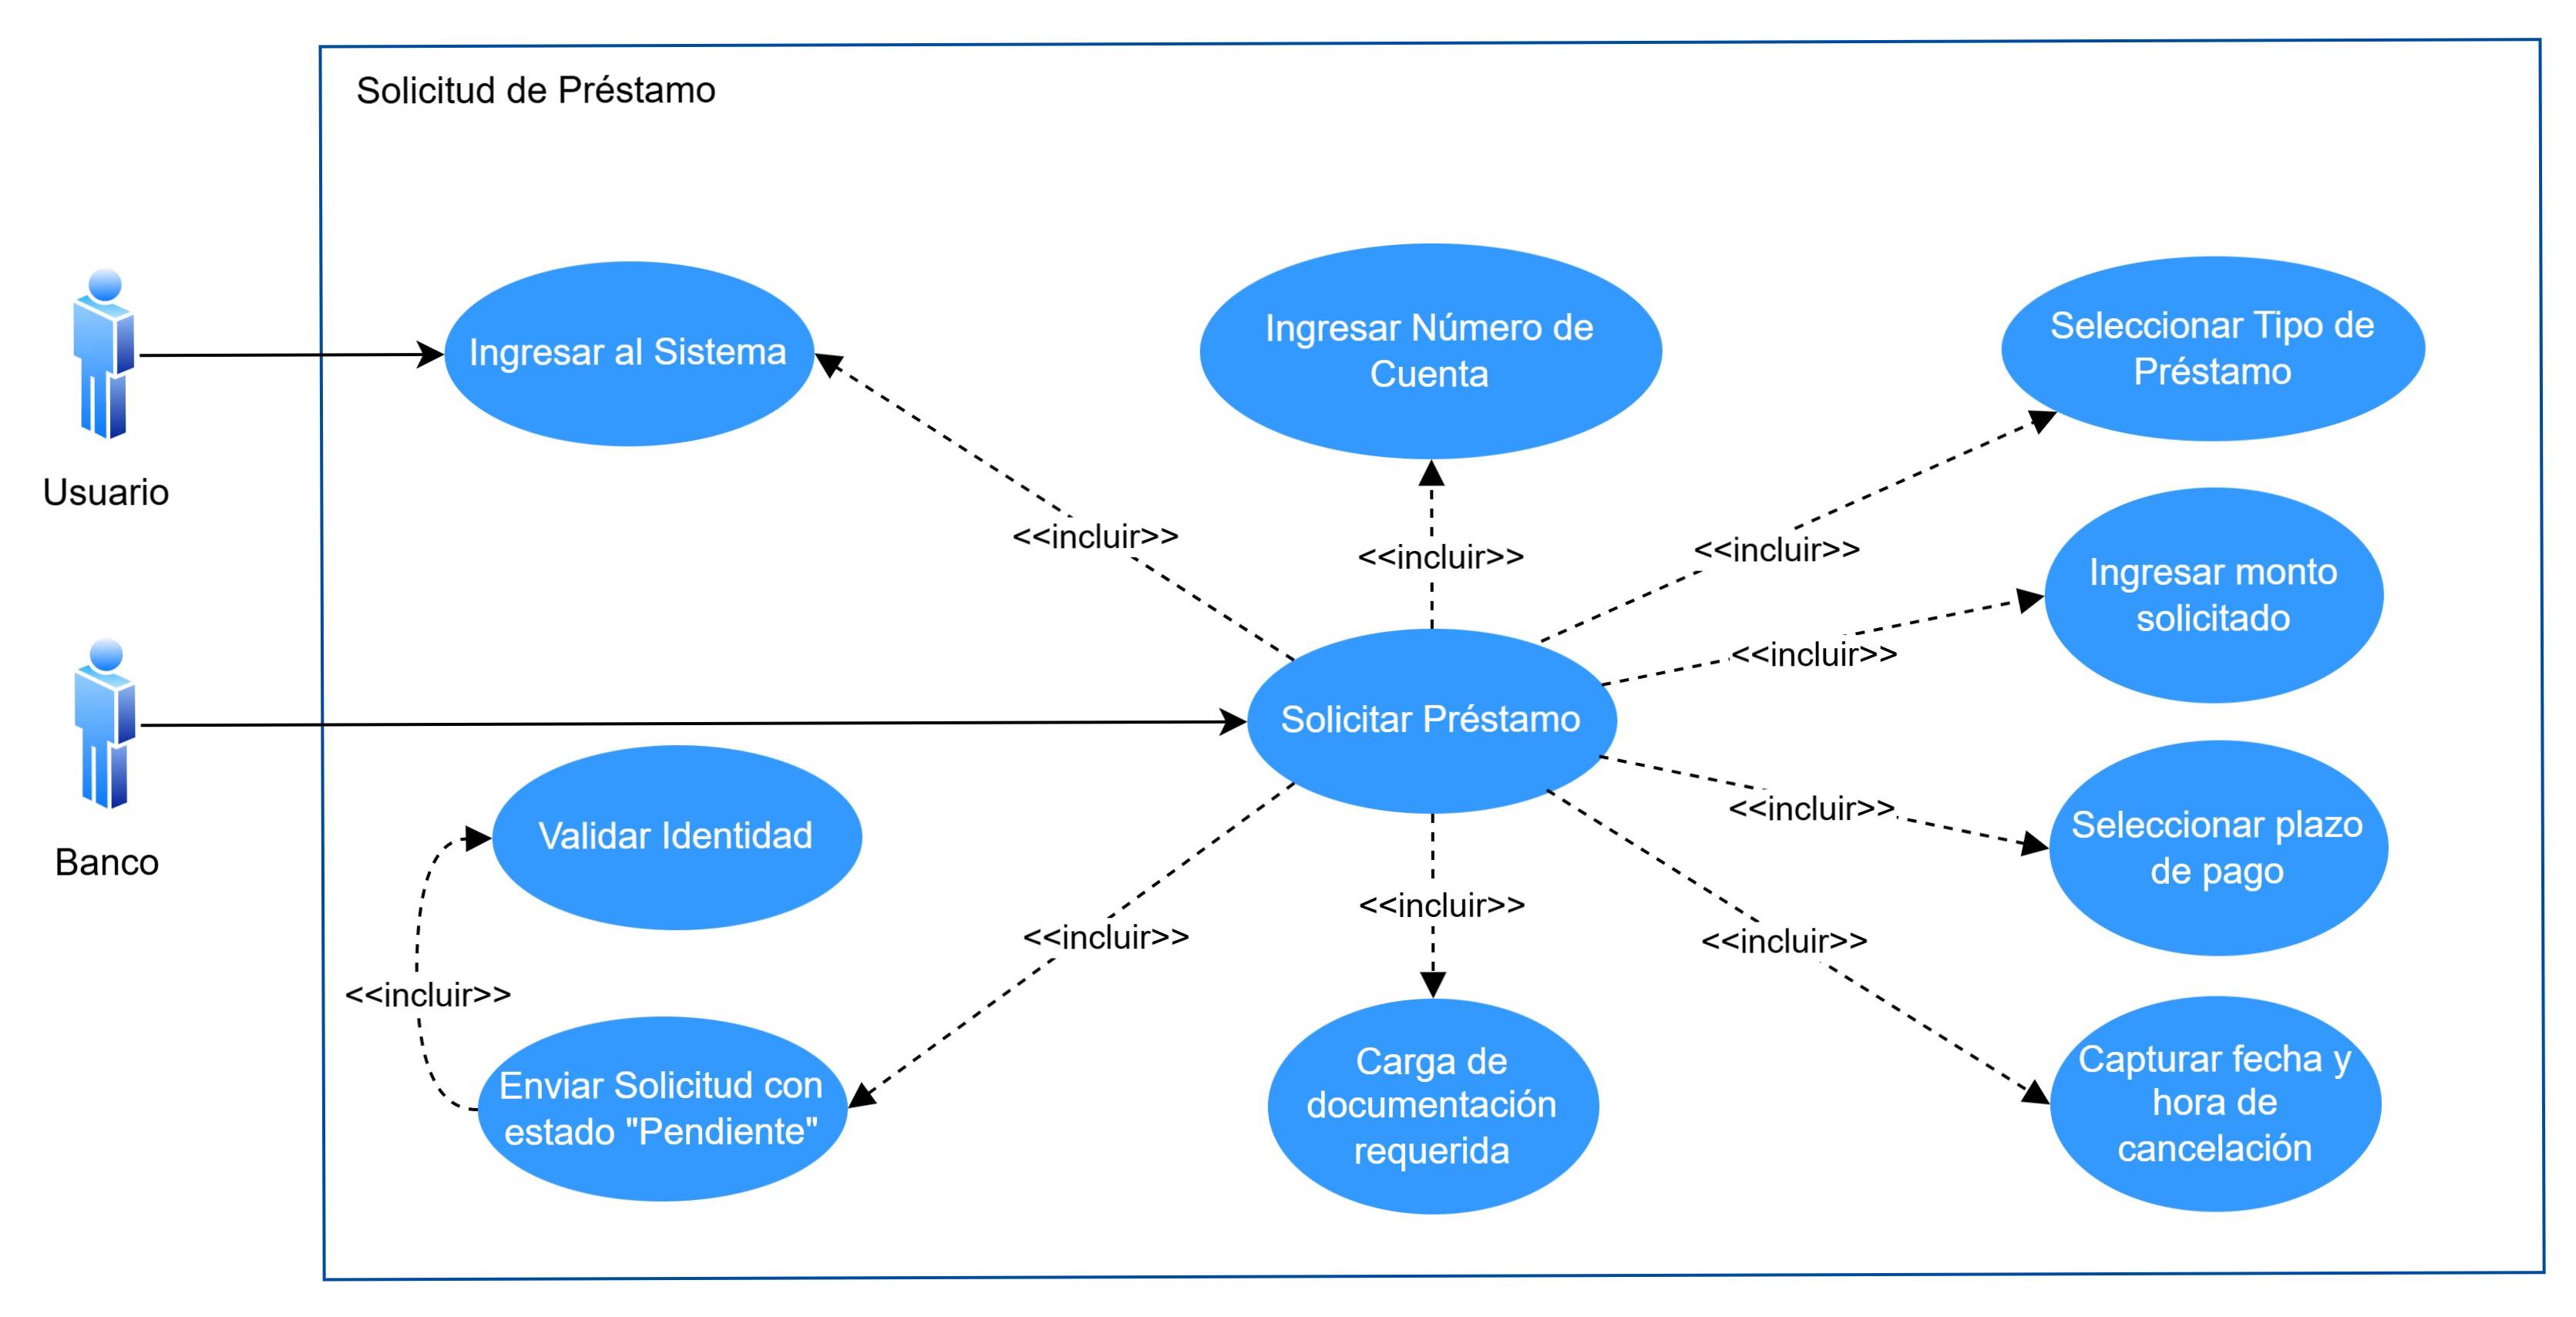 Solicitud de Préstamo
Usuario
Ingresar al Sistema
Ingresar Número de
Cuenta
Seleccionar Tipo de
Préstamo
<<incluir>>
<<incluir>>
<<incluir>>
Ingresar monto
solicitado
<<incluir>>
Banco
Solicitar Préstamo
Validar Identidad
<<incluir>>
Seleccionar plazo
de pago
<<incluir>>
<<incluir>>
<<incluir>>
<<incluir>>
Enviar Solicitud con
estado "Pendiente"
Carga de
documentación
requerida
Capturar fecha y
hora de
cancelación